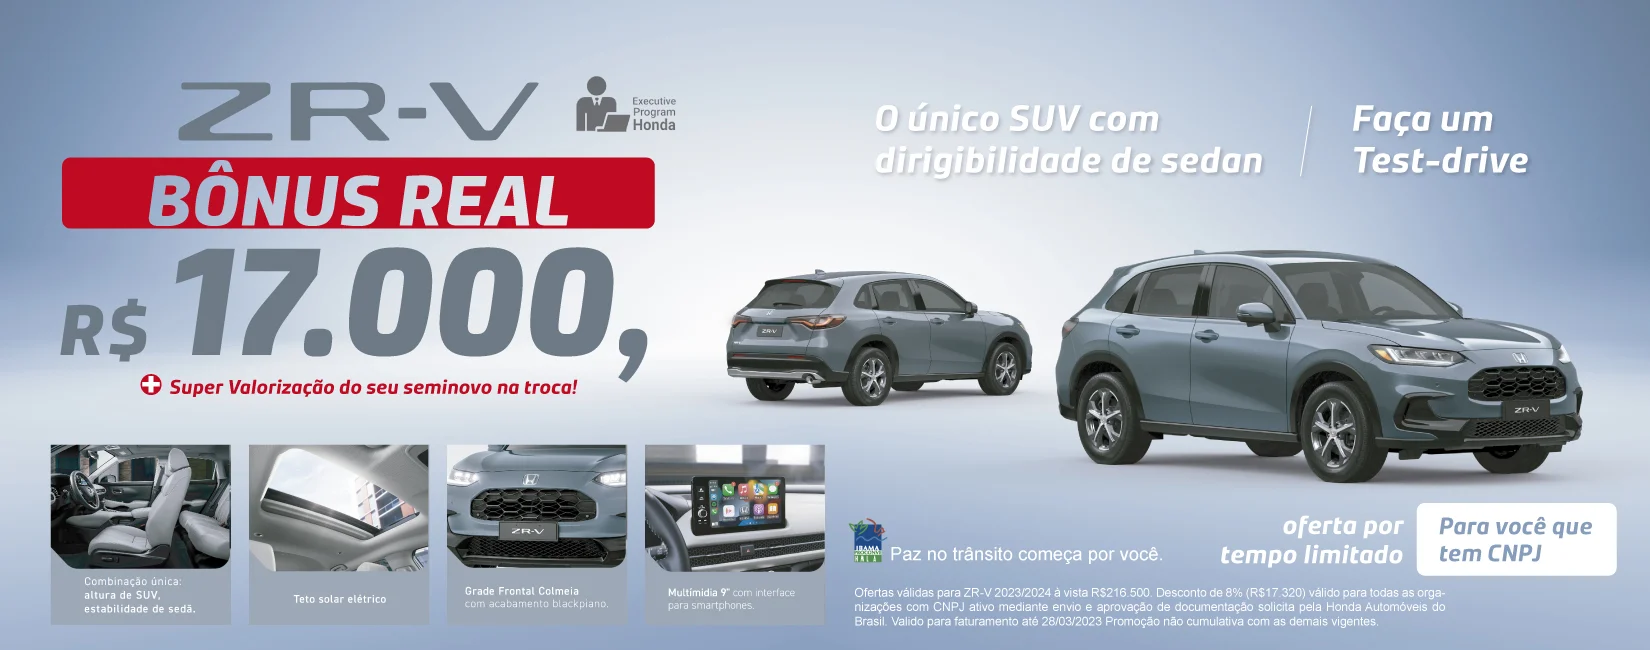 ZR-V
Executive
Program
Honda
BÔNUS REAL
R$ 17.000,
Super Valorização do seu seminovo na troca!
O único SUV com
dirigibilidade de sedan
Faça um
Test-drive
ZR-V
ZR-V
Combinação única:
altura de SUV,
estabilidade de sedã.
Teto solar elétrico
ZR-V
Grade Frontal Colmeia
com acabamento blackpiano.
Multímidia 9" com interface
para smartphones.
IBAMA
Paz no trânsito começa por você.
oferta por
tempo limitado
Para você que
tem CNPJ
Ofertas válidas para ZR-V 2023/2024 à vista R$216.500. Desconto de 8% (R$17.320) válido para todas as orga-
nizações com CNPJ ativo mediante envio e aprovação de documentação solicita pela Honda Automóveis do
Brasil. Valido para faturamento até 28/03/2023 Promoção não cumulativa com as demais vigentes.